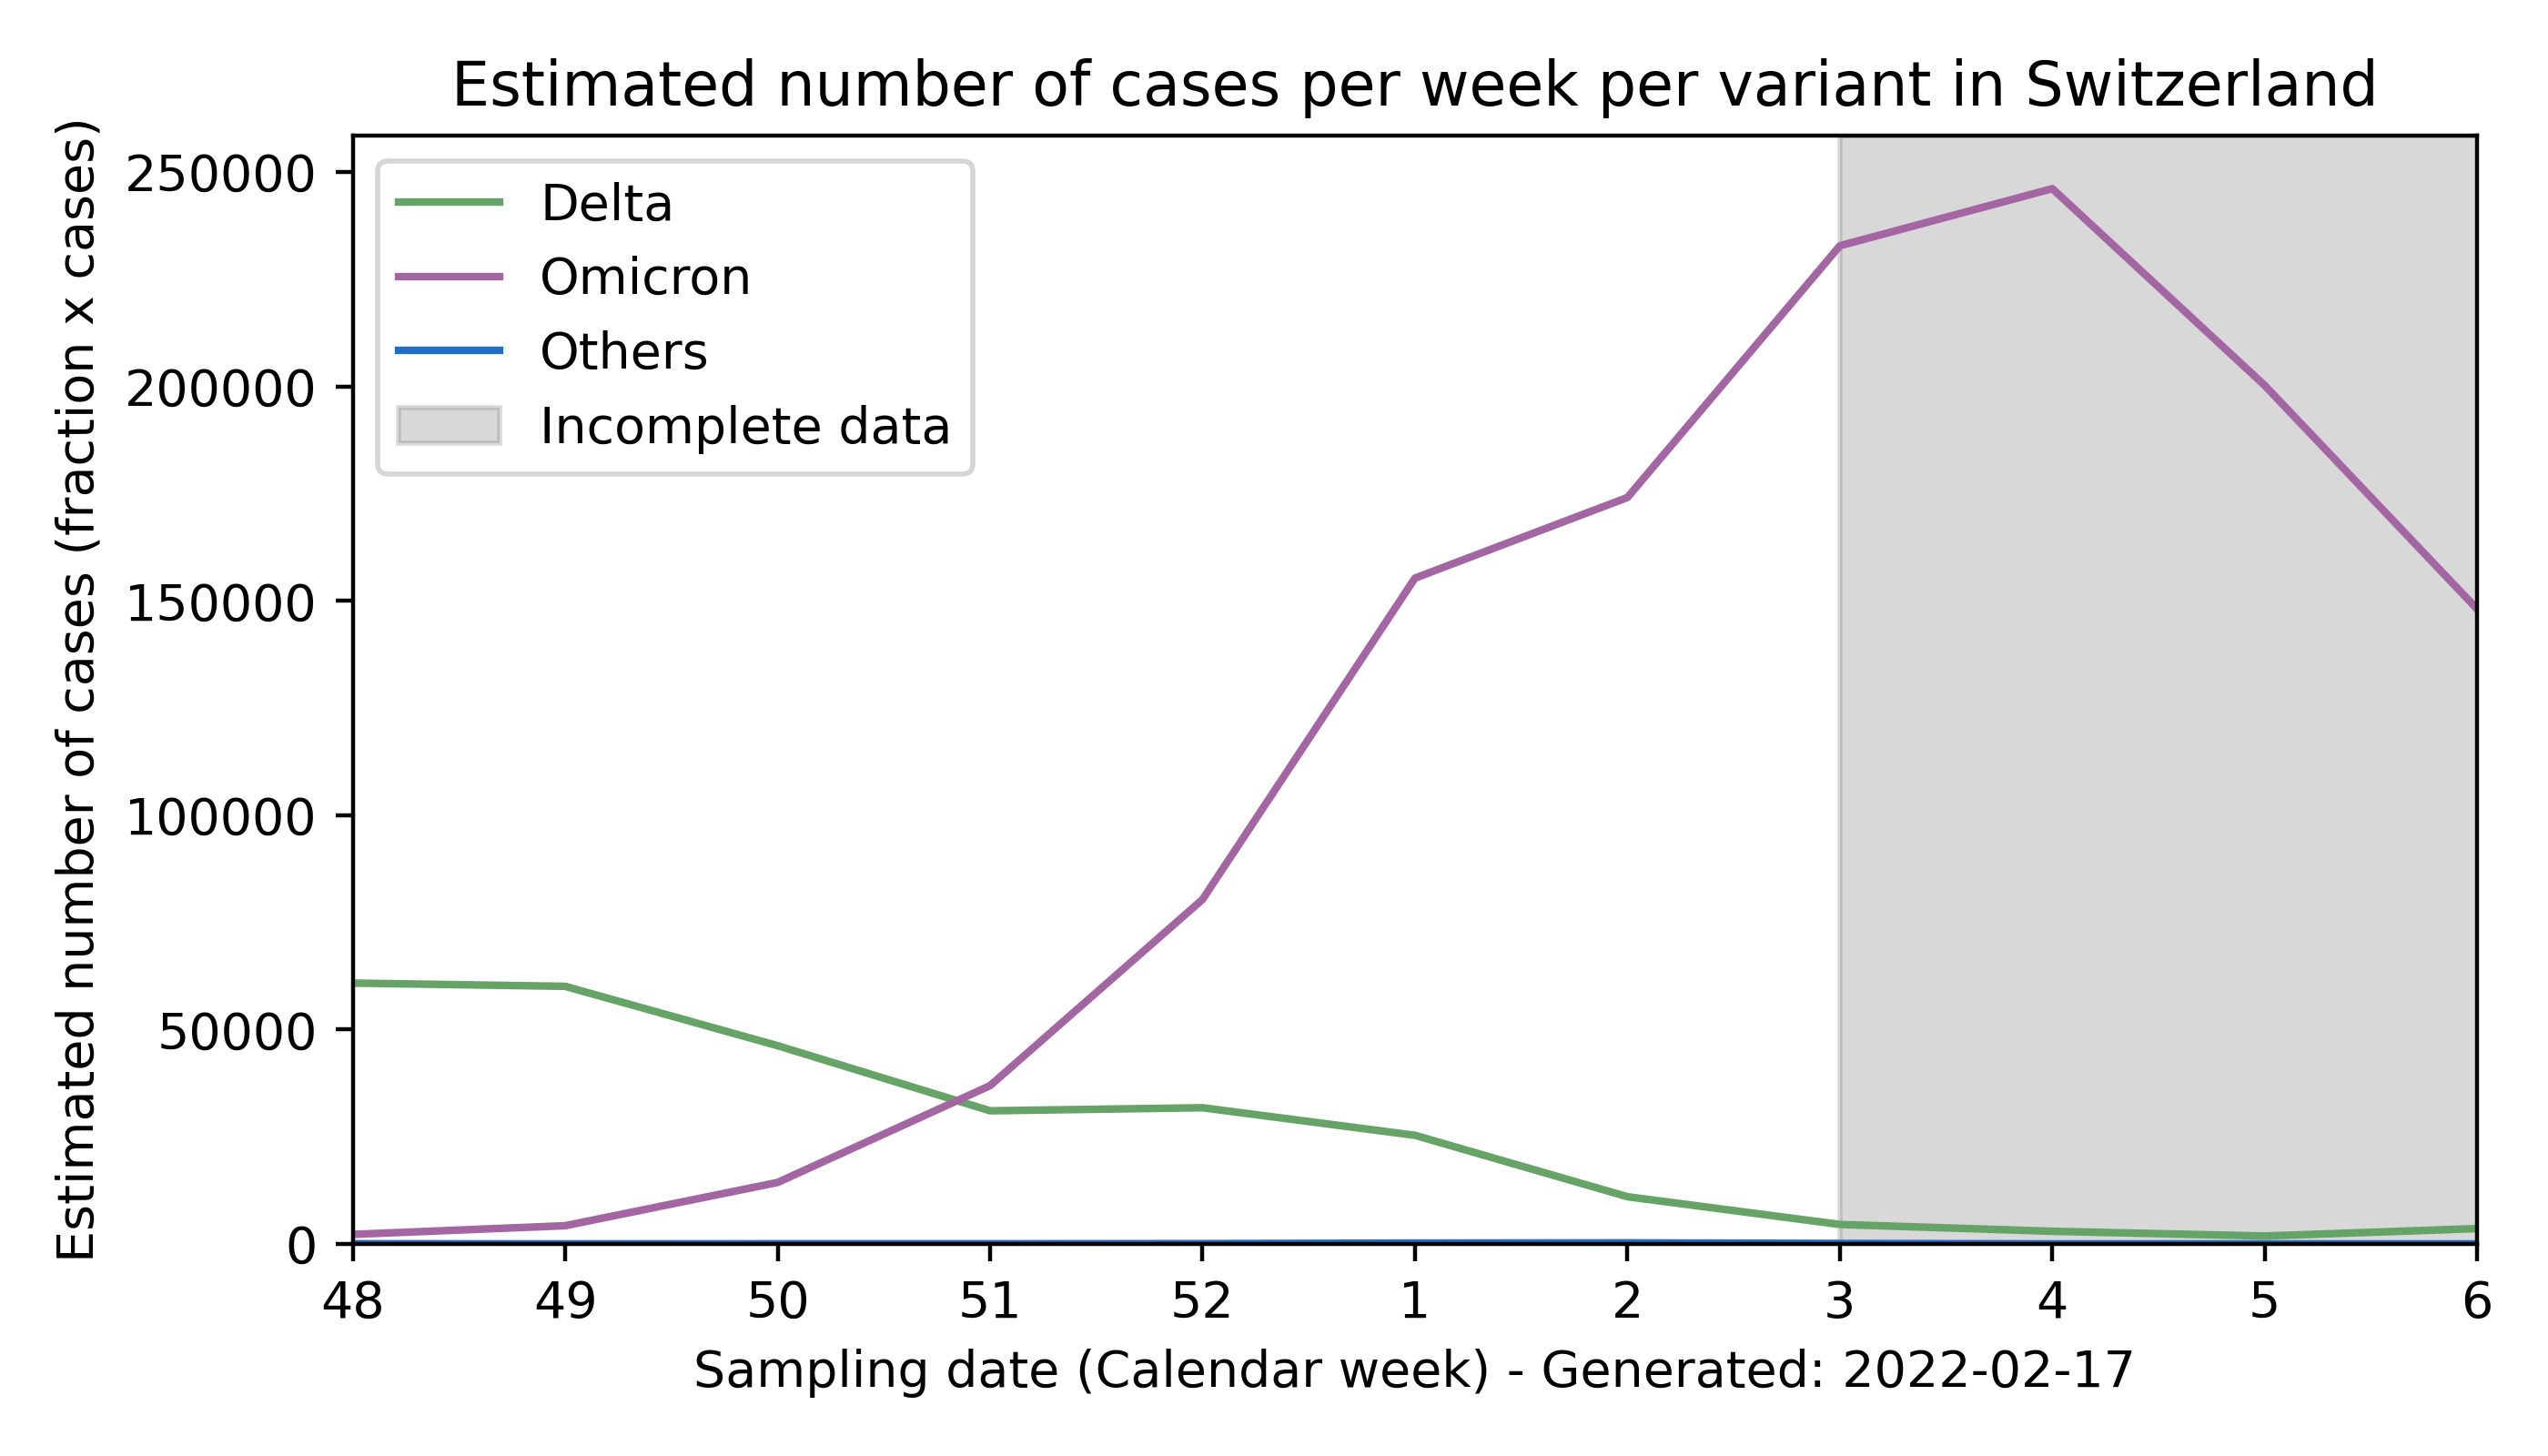 Estimated number of cases per week per variant in Switzerland
Estimated number of cases (fraction x cases)
250000
200000
150000
100000
50000
0
Delta
Omicron
Others
Incomplete data
48 49 50 51 52 1 2 3 4 5 6
Sampling date (Calendar week) - Generated: 2022-02-17